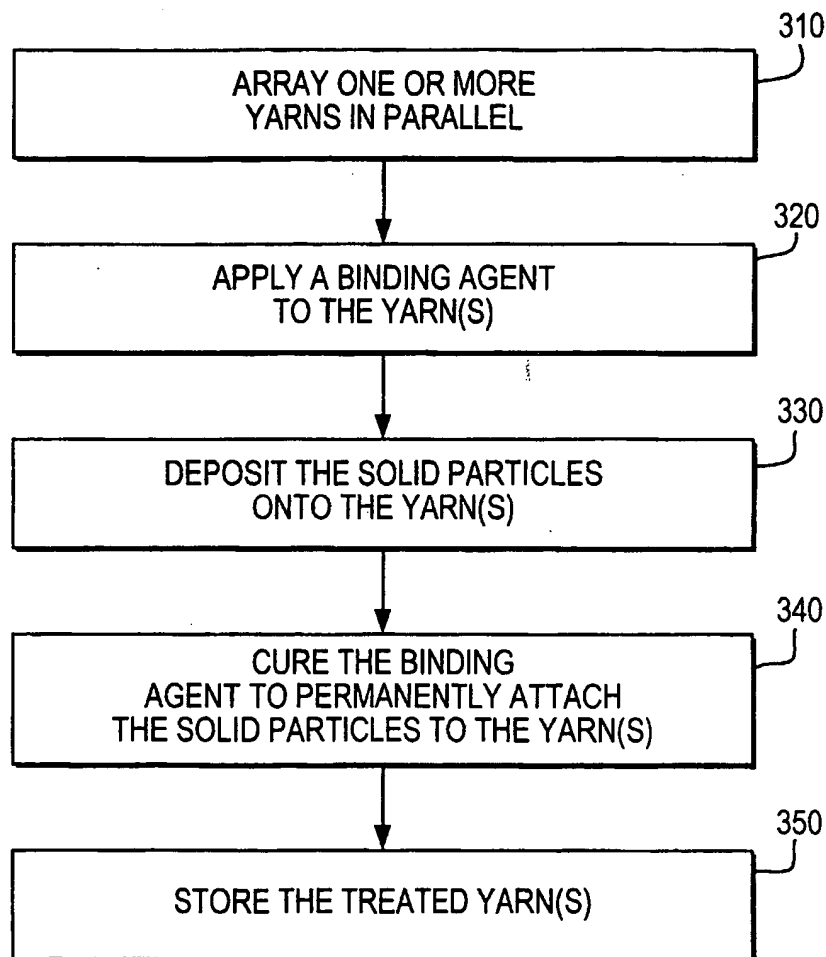 310
ARRAY ONE OR MORE
YARNS IN PARALLEL
320
APPLY A BINDING AGENT
TO THE YARN(S)
330
DEPOSIT THE SOLID PARTICLES
ONTO THE YARN(S)
340
CURE THE BINDING
AGENT TO PERMANENTLY ATTACH
THE SOLID PARTICLES TO THE YARN(S)
350
STORE THE TREATED YARN(S)